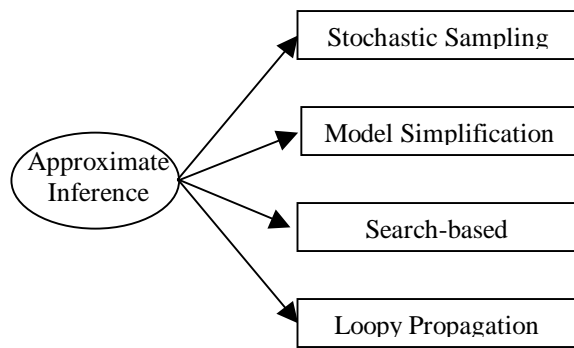 Stochastic Sampling
Model Simplification
Approximate
Inference
Search-based
Loopy Propagation